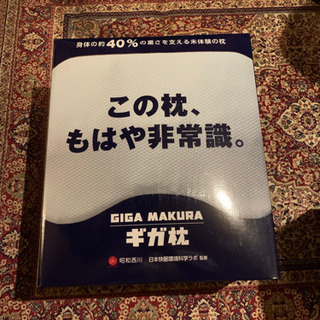 身体の約40%の重さを支える未体験の枕
この枕、
もはや非常識。
GIGA MAKURA
ギガ枕
昭和西川 日本快眠環境科学ラボ 監修